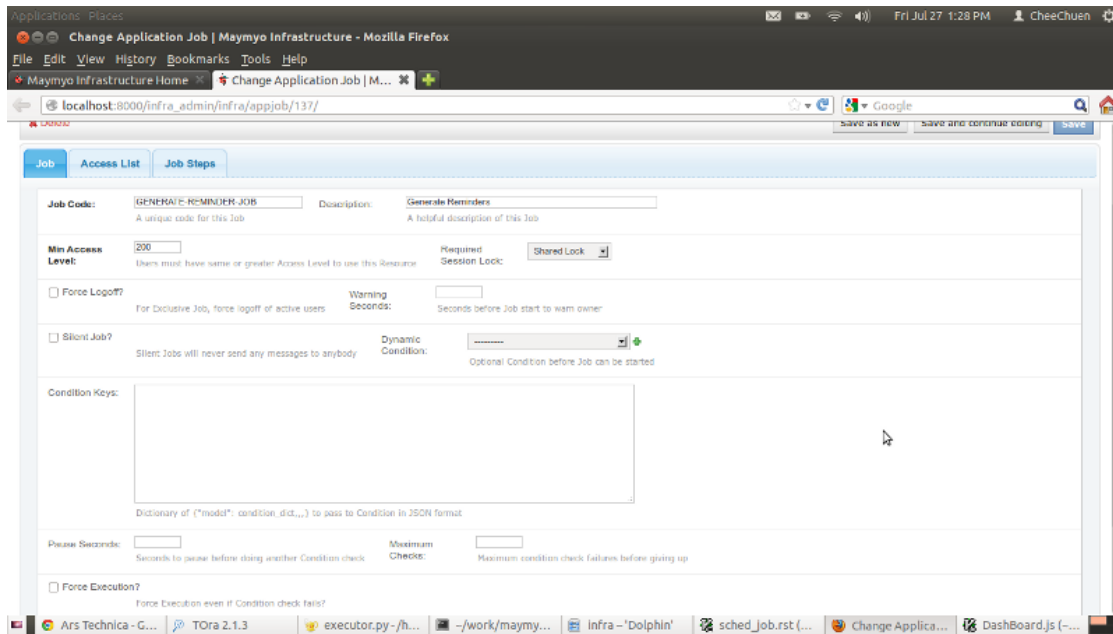 Applications Places Fri Jul 27 1:28 PM CheeChuen
Change Application Job | Maymyo Infrastructure - Mozilla Firefox
File Edit View History Bookmarks Tools Help
Maymyo Infrastructure Home Change Application Job | M...
localhost:8000/infra_admin/infra/appjob/137/ Google
Delete Save as new Save and continue editing Save
Job Access List Job Steps
Job Code: GENERATE-REMINDER-JOB Description: Generate Reminders
A unique code for this Job A helpful description of this Job
Min Access Level: 200 Required Session Lock: Shared Lock
Users must have same or greater Access Level to use this Resource
Force Logoff? Warning Seconds:
For Exclusive Job, force logoff of active users Seconds before Job start to warn owner
Silent Job? Dynamic Condition: ---------
Silent Jobs will never send any messages to anybody Optional Condition before Job can be started
Condition Keys:
Dictionary of {"model": condition_dict,,,} to pass to Condition in JSON format
Pause Seconds: Maximum Checks:
Seconds to pause before doing another Condition check Maximum condition check failures before giving up
Force Execution?
Force Execution even if Condition check fails?
Ars Technica - G... TOra 2.1.3 executor.py - /h... ~/work/maymy... infra – 'Dolphin' sched_job.rst (... Change Applica... DashBoard.js (~...